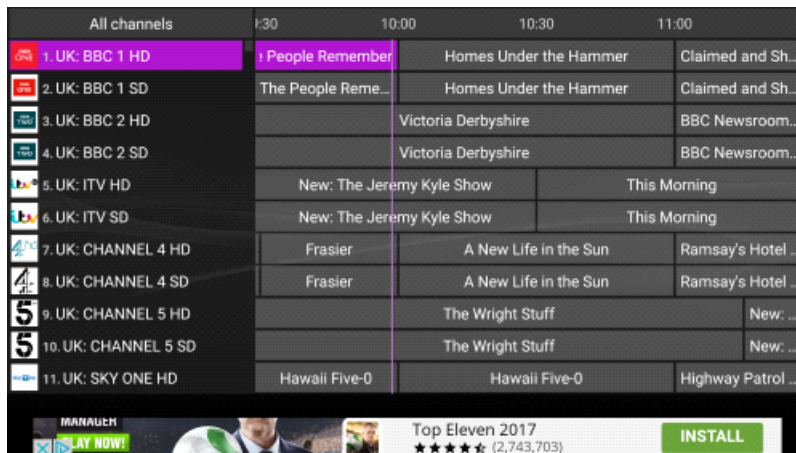 All channels :30 10:00 10:30 11:00
1. UK: BBC 1 HD People Remember Homes Under the Hammer Claimed and Sh...
2. UK: BBC 1 SD The People Reme... Homes Under the Hammer Claimed and Sh...
3. UK: BBC 2 HD Victoria Derbyshire BBC Newsroom...
4. UK: BBC 2 SD Victoria Derbyshire BBC Newsroom...
5. UK: ITV HD New: The Jeremy Kyle Show This Morning
6. UK: ITV SD New: The Jeremy Kyle Show This Morning
7. UK: CHANNEL 4 HD Frasier A New Life in the Sun Ramsay's Hotel ...
8. UK: CHANNEL 4 SD Frasier A New Life in the Sun Ramsay's Hotel ...
5 9. UK: CHANNEL 5 HD The Wright Stuff New: ...
5 10. UK: CHANNEL 5 SD The Wright Stuff New: ...
11. UK: SKY ONE HD Hawaii Five-0 Hawaii Five-0 Highway Patrol ...
MANAGER
PLAY NOW!
Top Eleven 2017
(2,743,703)
INSTALL